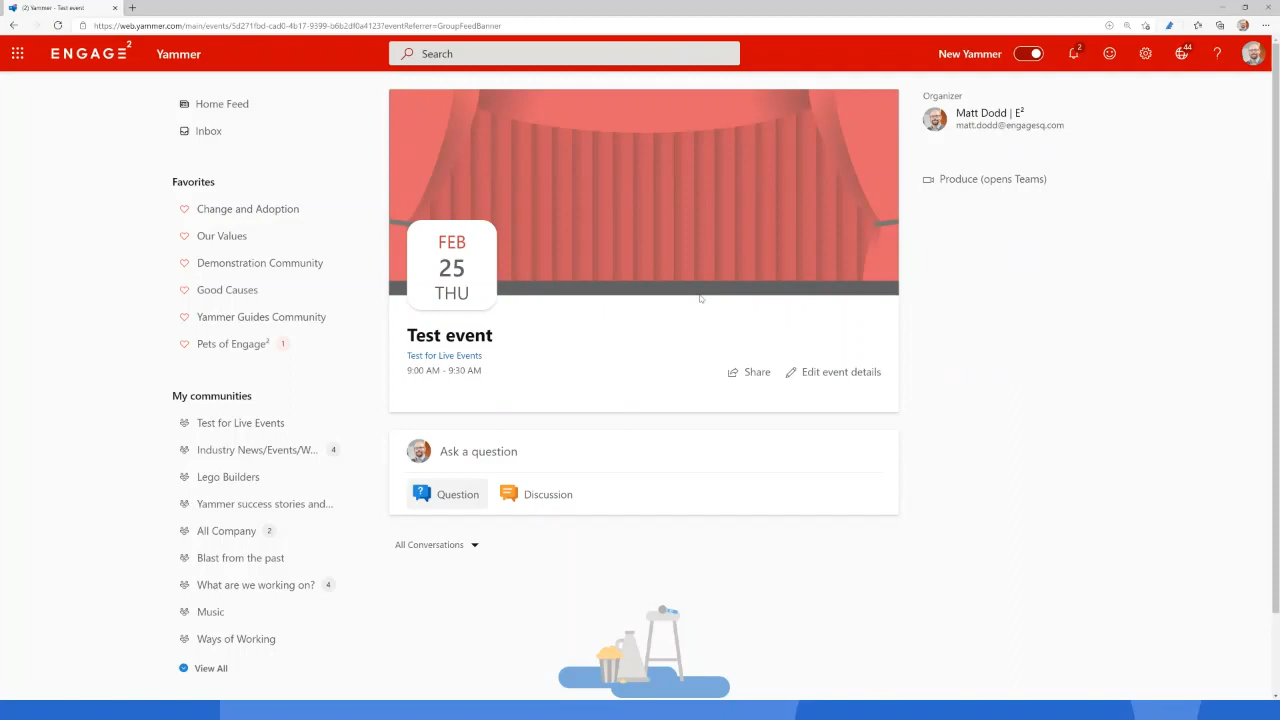 (2) Yammer - Test event
https://web.yammer.com/main/events/5d271fbd-cad0-4b17-9399-b6b2df0a4123?eventReferrer=GroupFeedBanner
ENGAGE2
Yammer
Search
New Yammer
2
44
?
Home Feed
Inbox
Favorites
Change and Adoption
Our Values
Demonstration Community
Good Causes
Yammer Guides Community
Pets of Engage² 1
My communities
Test for Live Events
Industry News/Events/W... 4
Lego Builders
Yammer success stories and...
All Company 2
Blast from the past
What are we working on? 4
Music
Ways of Working
View All
FEB
25
THU
Test event
Test for Live Events
9:00 AM - 9:30 AM
Share
Edit event details
Ask a question
? Question
Discussion
All Conversations
Organizer
Matt Dodd | E²
matt.dodd@engagesq.com
Produce (opens Teams)